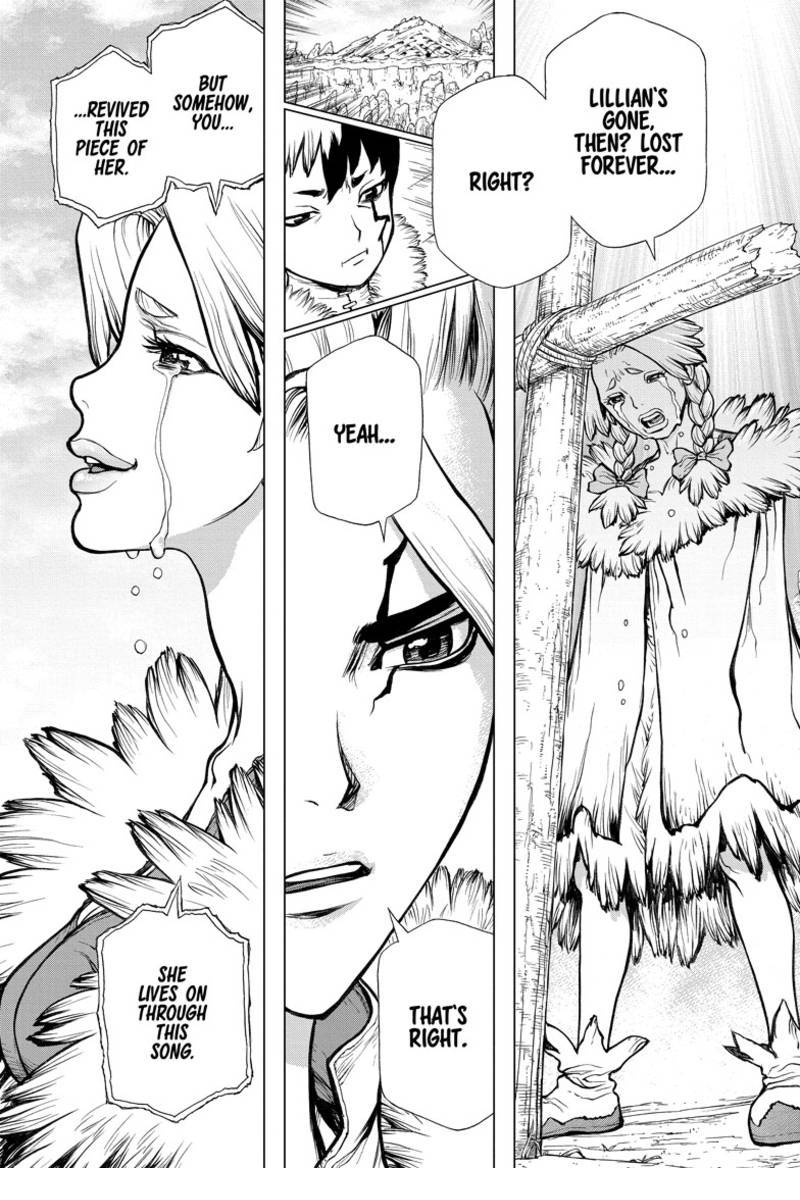 LILLIAN'S
GONE,
THEN? LOST
FOREVER...
RIGHT?
YEAH...
THAT'S
RIGHT.
BUT
SOMEHOW,
YOU...
...REVIVED
THIS
PIECE OF
HER.
SHE
LIVES ON
THROUGH
THIS
SONG.